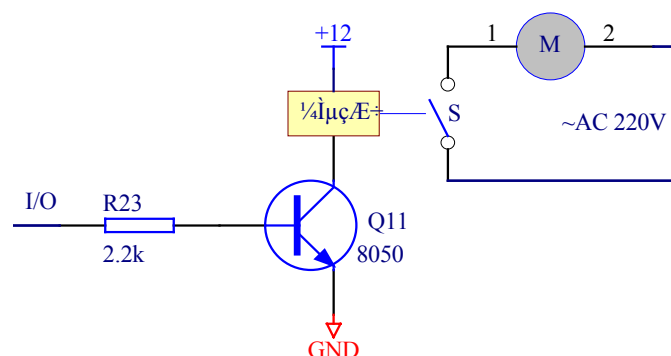 +12
1
M
2
¼ÌµçÆ÷
S
~AC 220V
I/O
R23
2.2k
Q11
8050
GND